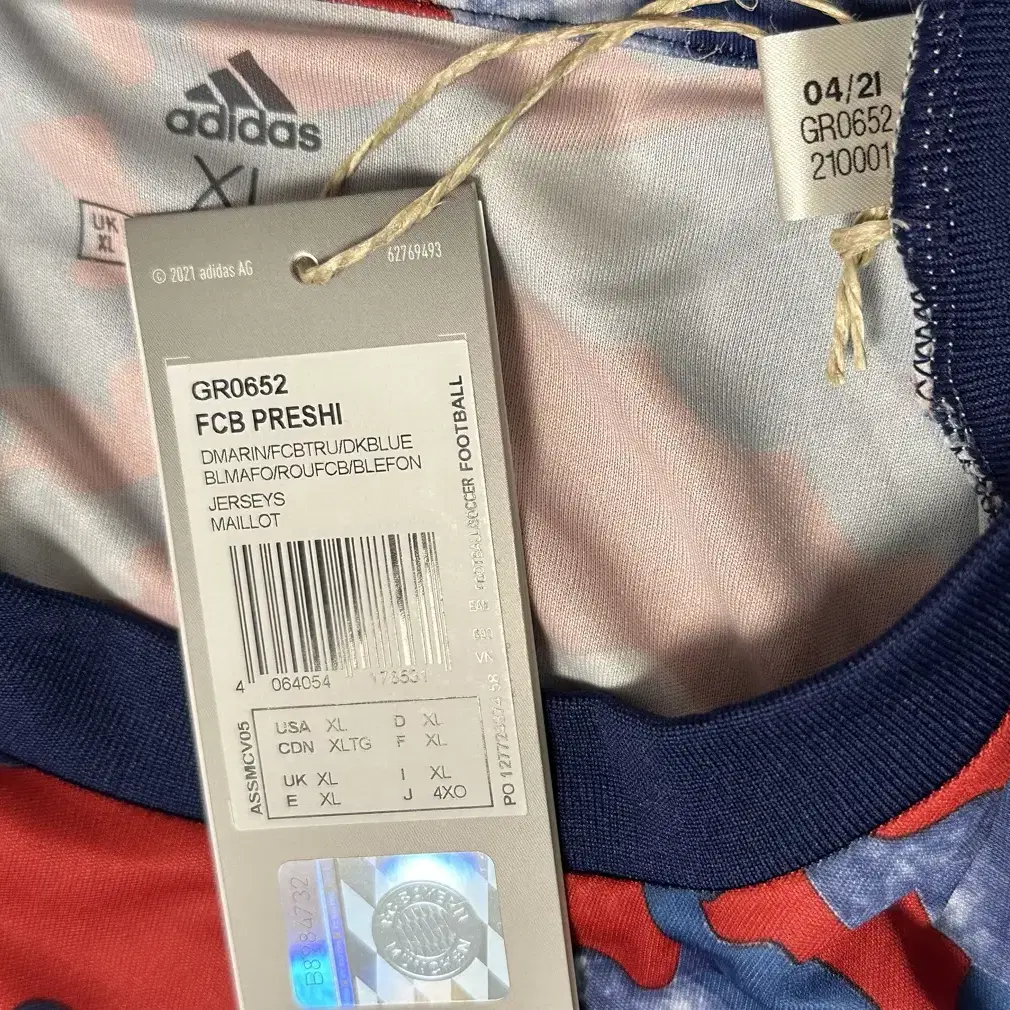 adidas
XL
UK
XL
04/21
GR0652
210001
© 2021 adidas AG
62769493
GR0652
FCB PRESHI
DMARIN/FCBTRU/DKBLUE
BLMAFO/ROUFCB/BLEFON
JERSEYS
MAILLOT
FOOTBALL/SOCCER FOOTBALL
4 064054
ASSMCV05
USA XL D XL
CDN XLTG F XL
UK XL I XL
E XL J 4XO